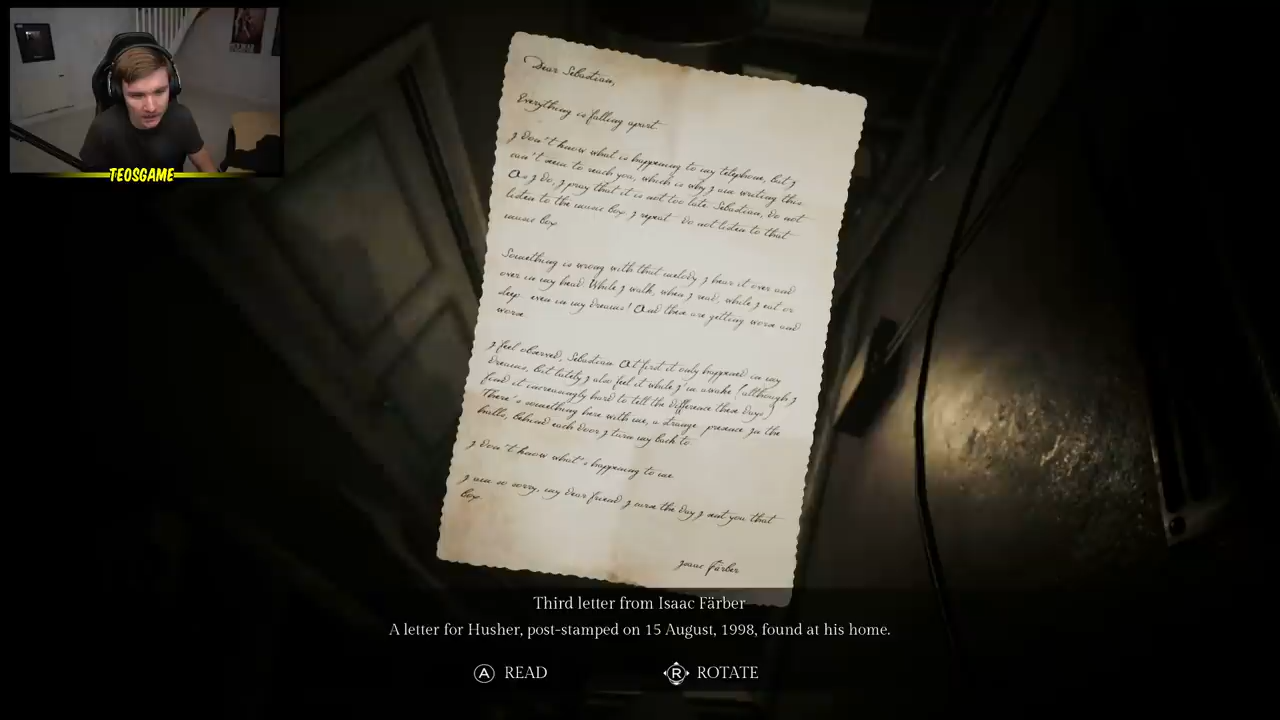 TEOSGAME
Dear Sebastian,
Everything is falling apart.
I don't know what is happening to my telephone, but I
can't seem to reach you, which is why I am writing this.
As I do, I pray that it is not too late. Sebastian, do not
listen to the music box. I repeat - do not listen to that
music box.
Something is wrong with that melody. I hear it over and
over in my head. While I walk, when I read, while I eat or
sleep - even in my dreams! And these are getting worse and
worse.
I feel observed, Sebastian. At first it only happened in my
dreams, but lately I also feel it while I'm awake (although I
find it increasingly hard to tell the difference these days).
There's something here with me, a strange presence. In the
halls, behind each door I turn my back to.
I don't know what's happening to me.
I am so sorry, my dear friend. I curse the day I sent you that
box.
Isaac Färber
Third letter from Isaac Färber
A letter for Husher, post-stamped on 15 August, 1998, found at his home.
A READ R ROTATE